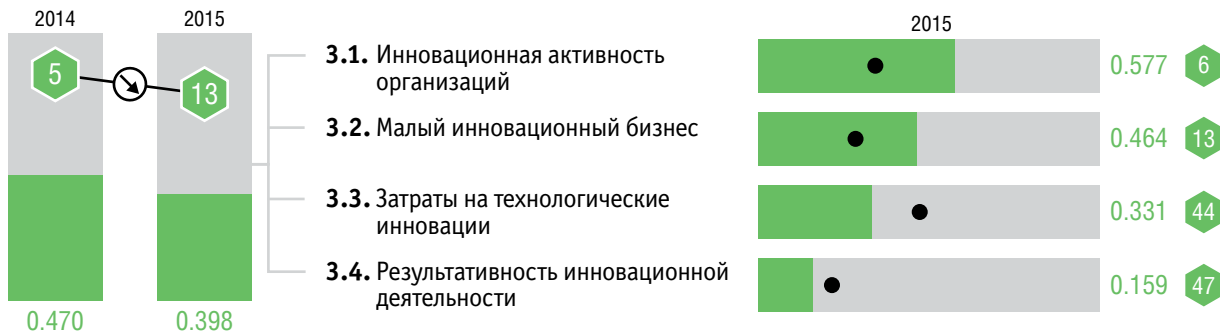 2014
2015
2015
5
13
3.1. Инновационная активность
организаций
0.577
6
3.2. Малый инновационный бизнес
0.464
13
3.3. Затраты на технологические
инновации
0.331
44
3.4. Результативность инновационной
деятельности
0.159
47
0.470
0.398